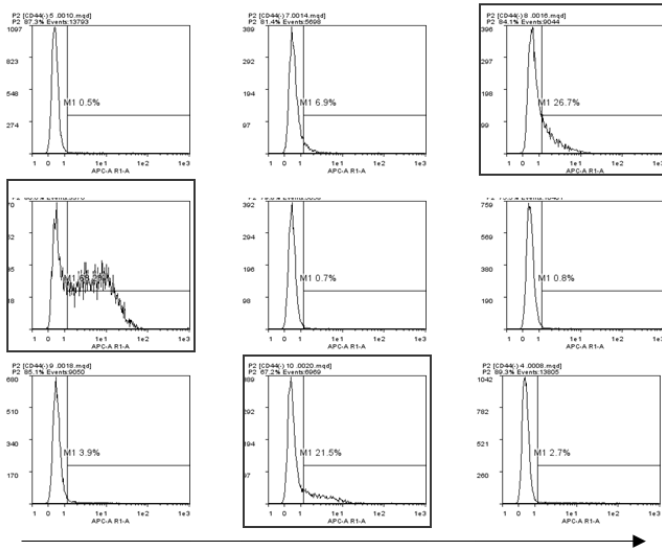 P2 [CD44(-) 5 .0010.mqd]
P2 87.3% Events:13793
1097
823
548
274
M1 0.5%
1 0 1 1e1 1e2 1e3
APC-A R1-A
P2 [CD44(-) 7.0014.mqd]
P2 81.4% Events:5698
389
292
194
97
M1 6.9%
1 0 1 1e1 1e2 1e3
APC-A R1-A
P2 [CD44(-) 8 .0016.mqd]
P2 84.1% Events:9044
396
297
198
99
M1 26.7%
1 0 1 1e1 1e2 1e3
APC-A R1-A
70
M1
1 0 1 1e1 1e2 1e3
APC-A R1-A
392
294
196
98
M1 0.7%
1 0 1 1e1 1e2 1e3
APC-A R1-A
759
569
380
190
M1 0.8%
1 0 1 1e1 1e2 1e3
APC-A R1-A
P2 [CD44(-) 9 .0018.mqd]
P2 85.1% Events:9050
680
510
340
170
M1 3.9%
1 0 1 1e1 1e2 1e3
APC-A R1-A
P2 [CD44(-) 10 .0020.mqd]
P2 67.2% Events:6969
389
292
194
97
M1 21.5%
1 0 1 1e1 1e2 1e3
APC-A R1-A
P2 [CD44(-) 4 .0008.mqd]
P2 89.3% Events:13805
1042
782
521
260
M1 2.7%
1 0 1 1e1 1e2 1e3
APC-A R1-A